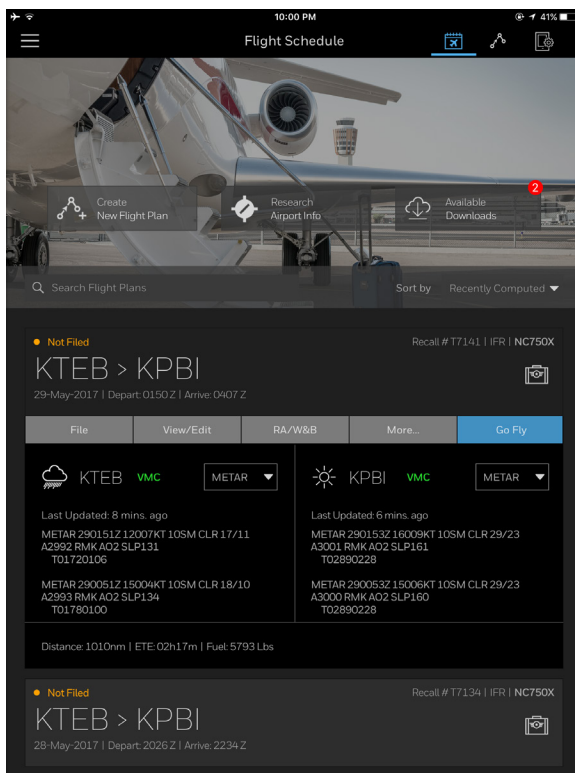 10:00 PM
41%
Flight Schedule
Create
New Flight Plan
Research
Airport Info
Available
Downloads
2
Search Flight Plans
Sort by Recently Computed
Not Filed
Recall # T7141 | IFR | NC750X
KTEB > KPBI
29-May-2017 | Depart: 0150 Z | Arrive: 0407 Z
File
View/Edit
RA/W&B
More...
Go Fly
KTEB VMC METAR
Last Updated: 8 mins. ago
METAR 290151Z 12007KT 10SM CLR 17/11
A2992 RMK AO2 SLP131
T01720106
METAR 290051Z 15004KT 10SM CLR 18/10
A2993 RMK AO2 SLP134
T01780100
KPBI VMC METAR
Last Updated: 6 mins. ago
METAR 290153Z 16009KT 10SM CLR 29/23
A3001 RMK AO2 SLP161
T02890228
METAR 290053Z 15006KT 10SM CLR 29/23
A3000 RMK AO2 SLP160
T02890228
Distance: 1010nm | ETE: 02h17m | Fuel: 5793 Lbs
Not Filed
Recall # T7134 | IFR | NC750X
KTEB > KPBI
28-May-2017 | Depart: 2026 Z | Arrive: 2234 Z